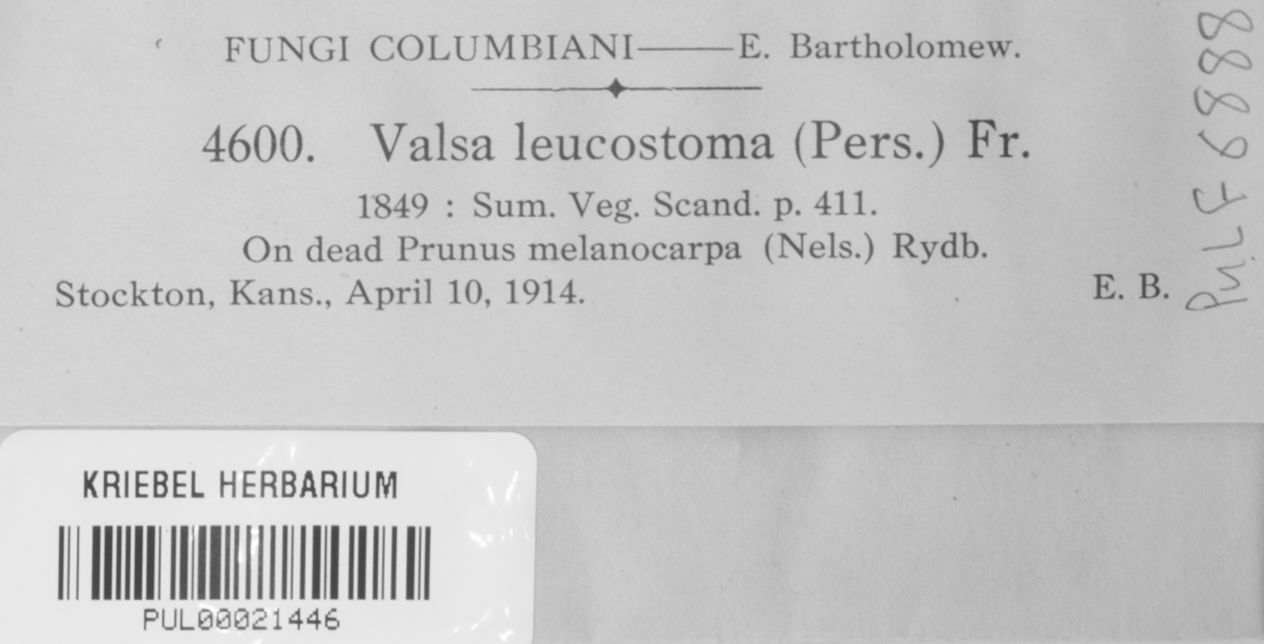 FUNGI COLUMBIANI——E. Bartholomew.
4600. Valsa leucostoma (Pers.) Fr.
1849 : Sum. Veg. Scand. p. 411.
On dead Prunus melanocarpa (Nels.) Rydb.
Stockton, Kans., April 10, 1914. E. B.
PUL F 9888
KRIEBEL HERBARIUM
PUL00021446